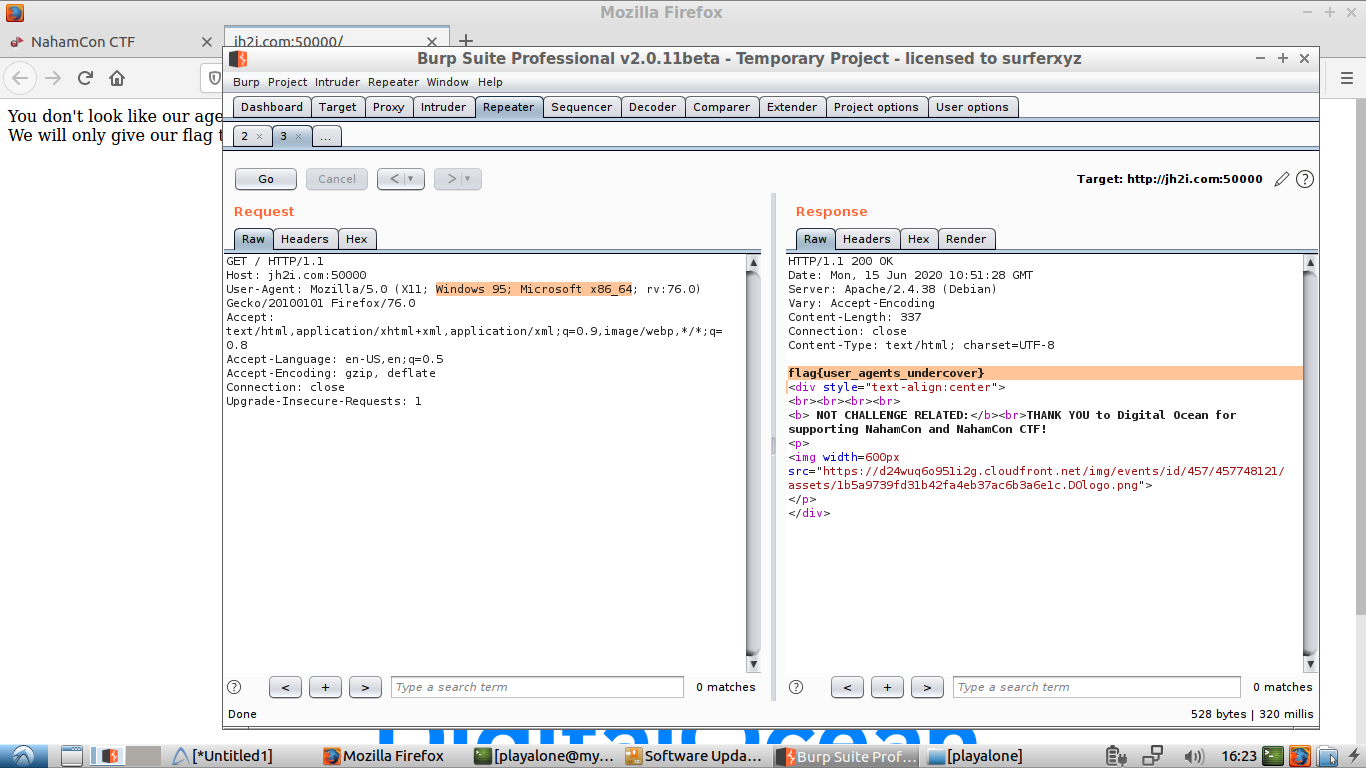 Mozilla Firefox
NahamCon CTF
jh2i.com:50000/
You don't look like our age
We will only give our flag t
Burp Suite Professional v2.0.11beta - Temporary Project - licensed to surferxyz
Burp Project Intruder Repeater Window Help
Dashboard Target Proxy Intruder Repeater Sequencer Decoder Comparer Extender Project options User options
2 × 3 × ...
Go Cancel < >
Target: http://jh2i.com:50000
Request
Raw Headers Hex
GET / HTTP/1.1
Host: jh2i.com:50000
User-Agent: Mozilla/5.0 (X11; Windows 95; Microsoft x86_64; rv:76.0)
Gecko/20100101 Firefox/76.0
Accept:
text/html,application/xhtml+xml,application/xml;q=0.9,image/webp,*/*;q=
0.8
Accept-Language: en-US,en;q=0.5
Accept-Encoding: gzip, deflate
Connection: close
Upgrade-Insecure-Requests: 1
< + > Type a search term 0 matches
Response
Raw Headers Hex Render
HTTP/1.1 200 OK
Date: Mon, 15 Jun 2020 10:51:28 GMT
Server: Apache/2.4.38 (Debian)
Vary: Accept-Encoding
Content-Length: 337
Connection: close
Content-Type: text/html; charset=UTF-8
flag{user_agents_undercover}
<div style="text-align:center">
<br><br><br><br>
<b> NOT CHALLENGE RELATED:</b><br>THANK YOU to Digital Ocean for
supporting NahamCon and NahamCon CTF!
<p>
<img width=600px
src="https://d24wuq6o951i2g.cloudfront.net/img/events/id/457/457748121/
assets/1b5a9739fd31b42fa4eb37ac6b3a6e1c.DOlogo.png">
</p>
</div>
< + > Type a search term 0 matches
Done
528 bytes | 320 millis
DigitalOcean
[*Untitled1] Mozilla Firefox [playalone@my... Software Upda... Burp Suite Prof... [playalone] 16:23